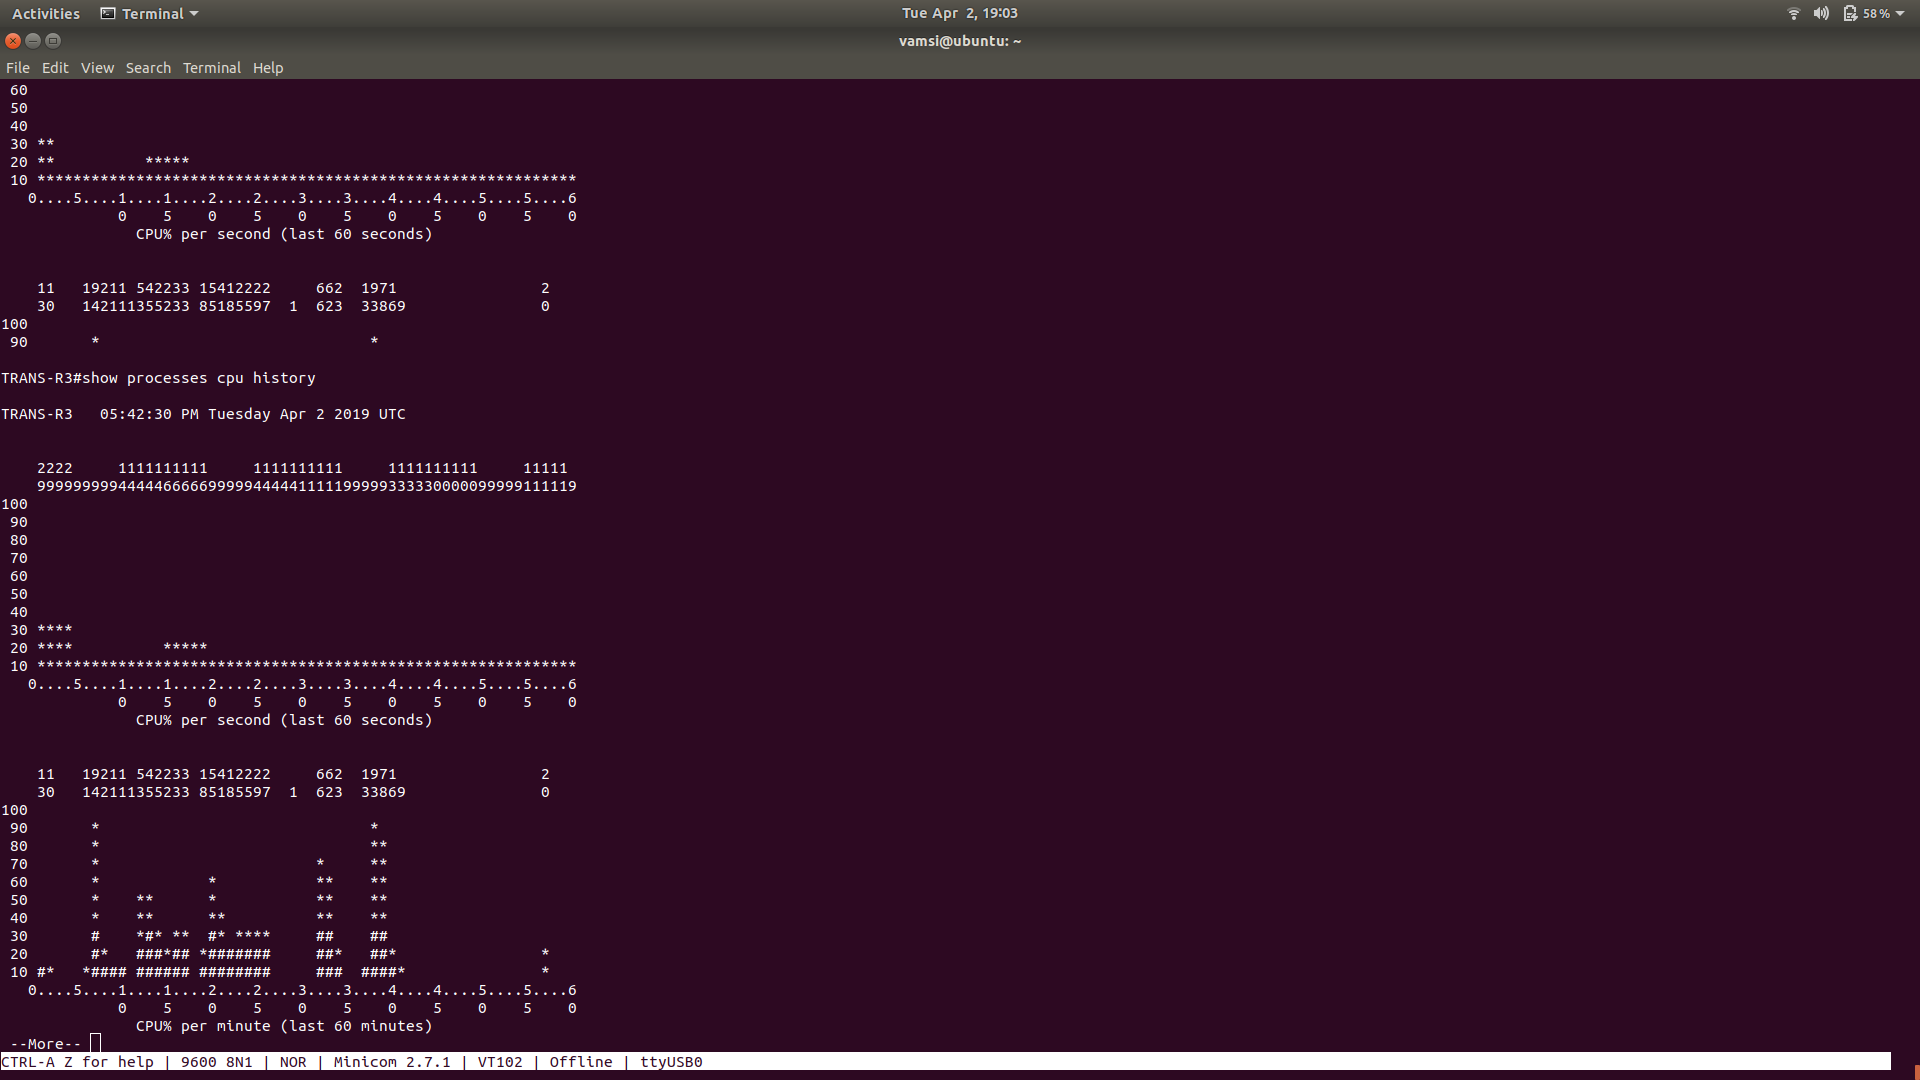 Activities Terminal Tue Apr 2, 19:03 58%
vamsi@ubuntu: ~
File Edit View Search Terminal Help
 60
 50
 40
 30 **
 20 **          *****
 10 ************************************************************
   0....5....1....1....2....2....3....3....4....4....5....5....6
             0    5    0    5    0    5    0    5    0    5    0
               CPU% per second (last 60 seconds)
    11   19211 542233 15412222     662  1971                2
    30   142111355233 85185597  1  623  33869               0
100
 90       *                              *
TRANS-R3#show processes cpu history
TRANS-R3   05:42:30 PM Tuesday Apr 2 2019 UTC
    2222     1111111111     1111111111     1111111111     11111
    999999999444446666699999444441111199999333330000099999111119
100
 90
 80
 70
 60
 50
 40
 30 ****
 20 ****          *****
 10 ************************************************************
   0....5....1....1....2....2....3....3....4....4....5....5....6
             0    5    0    5    0    5    0    5    0    5    0
               CPU% per second (last 60 seconds)
    11   19211 542233 15412222     662  1971                2
    30   142111355233 85185597  1  623  33869               0
100
 90       *                              *
 80       *                              **
 70       *                        *     **
 60       *            *           **    **
 50       *    **      *           **    **
 40       *    **      **          **    **
 30       #    *#* **  #* ****     ##    ##
 20       #*   ###*## *#######     ##*   ##*                *
 10 #*   *#### ###### ########     ###  ####*               *
   0....5....1....1....2....2....3....3....4....4....5....5....6
             0    5    0    5    0    5    0    5    0    5    0
               CPU% per minute (last 60 minutes)
 --More--
CTRL-A Z for help | 9600 8N1 | NOR | Minicom 2.7.1 | VT102 | Offline | ttyUSB0